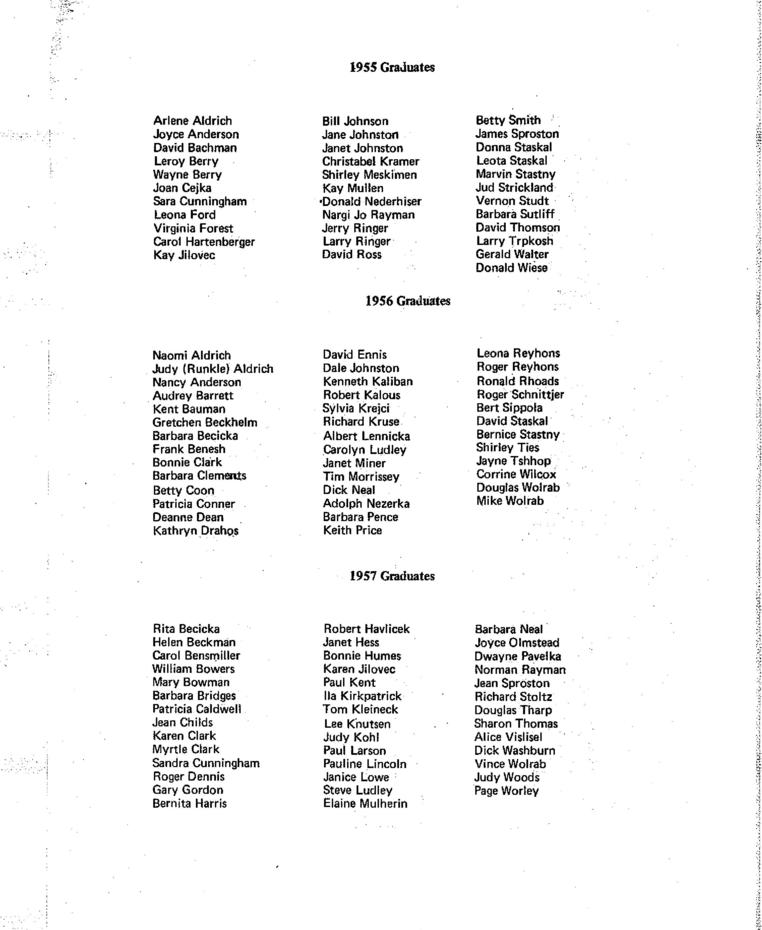 1955 Graduates
Arlene Aldrich
Joyce Anderson
David Bachman
Leroy Berry
Wayne Berry
Joan Cejka
Sara Cunningham
Leona Ford
Virginia Forest
Carol Hartenberger
Kay Jilovec
Bill Johnson
Jane Johnston
Janet Johnston
Christabel Kramer
Shirley Meskimen
Kay Mullen
Donald Nederhiser
Nargi Jo Rayman
Jerry Ringer
Larry Ringer
David Ross
Betty Smith
James Sproston
Donna Staskal
Leota Staskal
Marvin Stastny
Jud Strickland
Vernon Studt
Barbara Sutliff
David Thomson
Larry Trpkosh
Gerald Walter
Donald Wiese
1956 Graduates
Naomi Aldrich
Judy (Runkle) Aldrich
Nancy Anderson
Audrey Barrett
Kent Bauman
Gretchen Beckhelm
Barbara Becicka
Frank Benesh
Bonnie Clark
Barbara Clements
Betty Coon
Patricia Conner
Deanne Dean
Kathryn Drahos
David Ennis
Dale Johnston
Kenneth Kaliban
Robert Kalous
Sylvia Krejci
Richard Kruse
Albert Lennicka
Carolyn Ludley
Janet Miner
Tim Morrissey
Dick Neal
Adolph Nezerka
Barbara Pence
Keith Price
Leona Reyhons
Roger Reyhons
Ronald Rhoads
Roger Schnittjer
Bert Sippola
David Staskal
Bernice Stastny
Shirley Ties
Jayne Tshhop
Corrine Wilcox
Douglas Wolrab
Mike Wolrab
1957 Graduates
Rita Becicka
Helen Beckman
Carol Bensmiller
William Bowers
Mary Bowman
Barbara Bridges
Patricia Caldwell
Jean Childs
Karen Clark
Myrtle Clark
Sandra Cunningham
Roger Dennis
Gary Gordon
Bernita Harris
Robert Havlicek
Janet Hess
Bonnie Humes
Karen Jilovec
Paul Kent
Ila Kirkpatrick
Tom Kleineck
Lee Knutsen
Judy Kohl
Paul Larson
Pauline Lincoln
Janice Lowe
Steve Ludley
Elaine Mulherin
Barbara Neal
Joyce Olmstead
Dwayne Pavelka
Norman Rayman
Jean Sproston
Richard Stoltz
Douglas Tharp
Sharon Thomas
Alice Vislisel
Dick Washburn
Vince Wolrab
Judy Woods
Page Worley